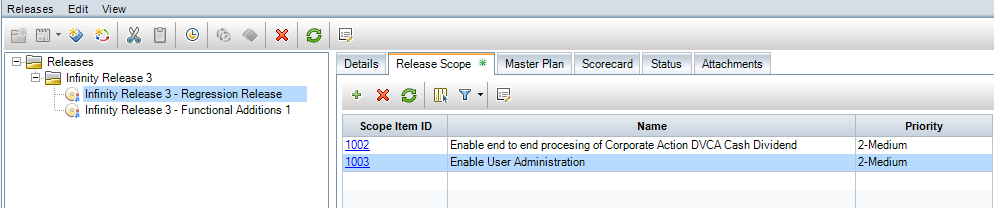 Releases Edit View
Releases
Infinity Release 3
Infinity Release 3 - Regression Release
Infinity Release 3 - Functional Additions 1
Details Release Scope Master Plan Scorecard Status Attachments
Scope Item ID Name Priority
1002 Enable end to end procesing of Corporate Action DVCA Cash Dividend 2-Medium
1003 Enable User Administration 2-Medium